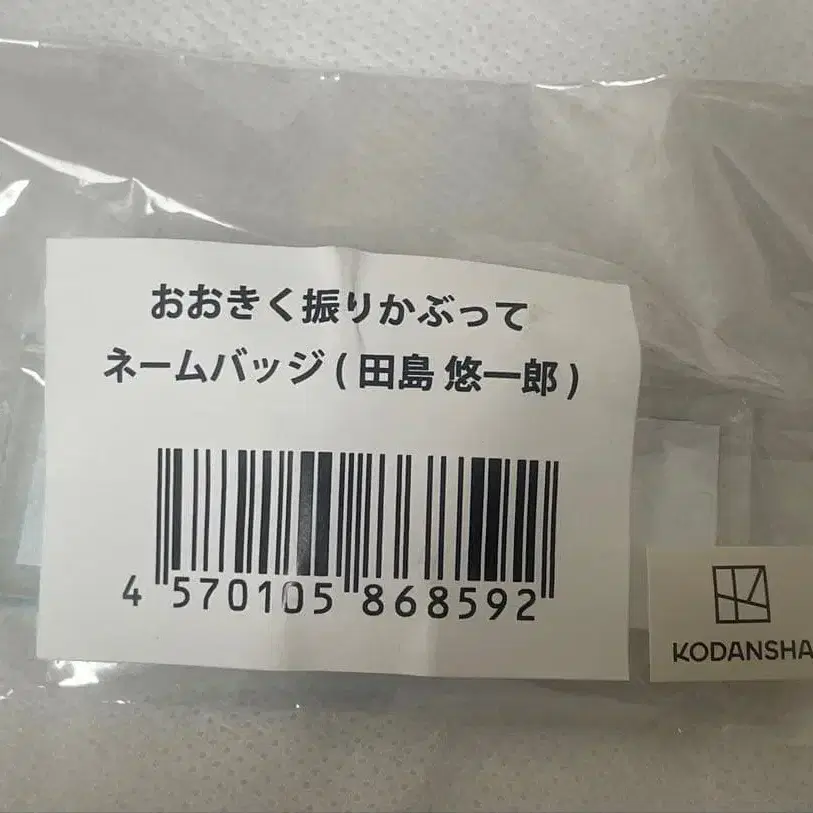 おおきく振りかぶって
ネームバッジ ( 田島 悠一郎 )
4 570105 868592
KODANSHA